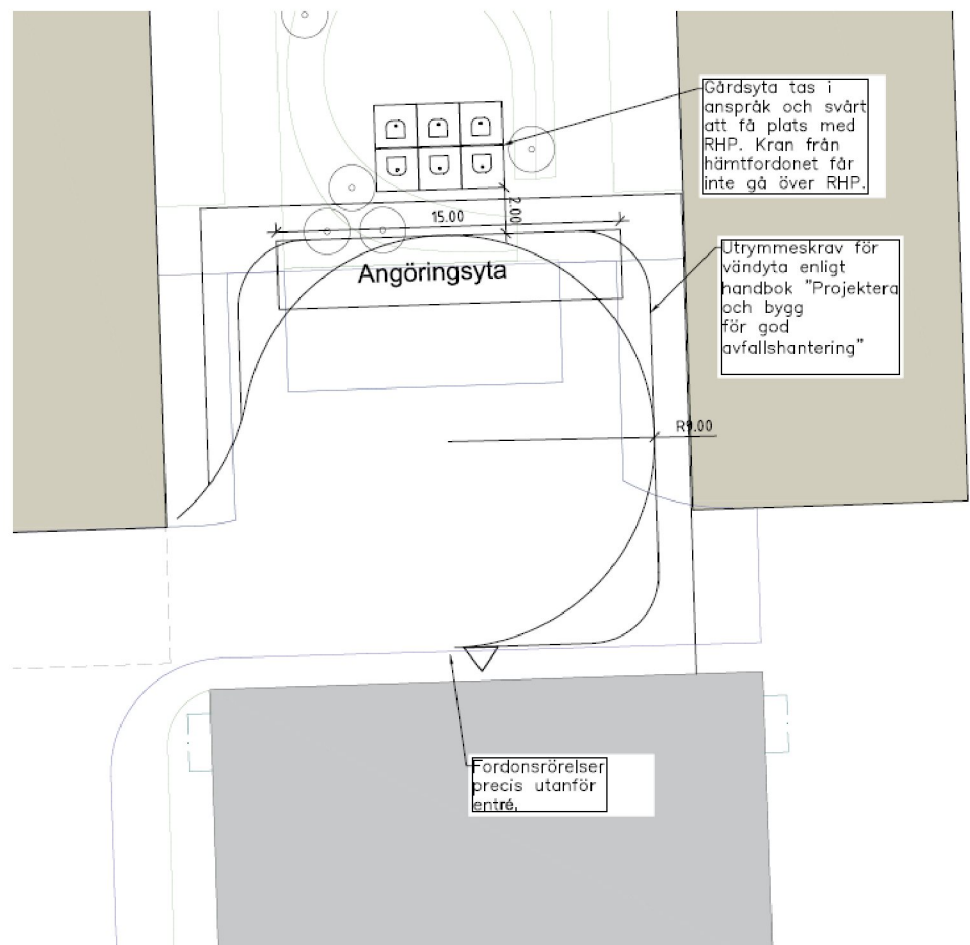 Gårdsyta tas i
anspråk och svårt
att få plats med
RHP. Kran från
hämtfordonet får
inte gå över RHP.
15.00
2.00
Angöringsyta
Utrymmeskrav för
vändyta enligt
handbok "Projektera
och bygg
för god
avfallshantering"
R9.00
Fordonsrörelser
precis utanför
entré.